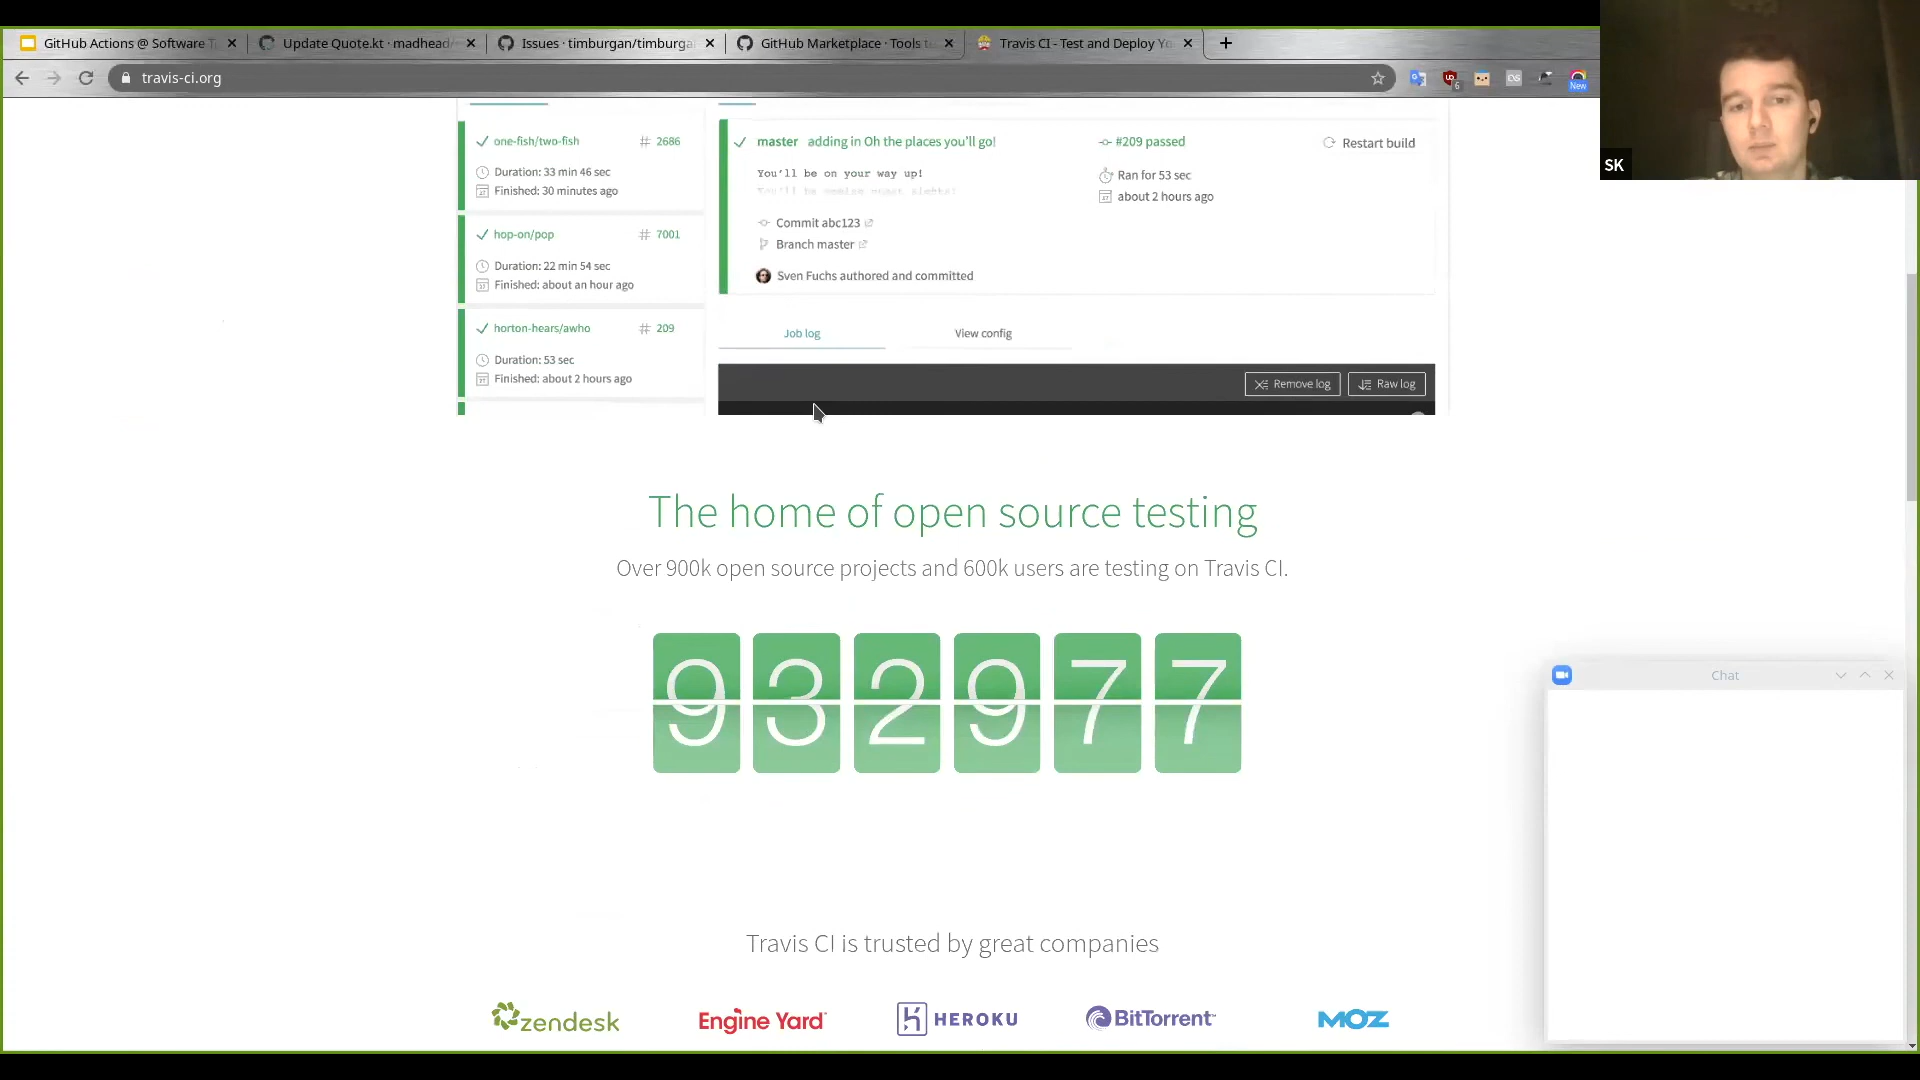 GitHub Actions @ Software T
Update Quote.kt · madhead/
Issues · timburgan/timburga
GitHub Marketplace · Tools t
Travis CI - Test and Deploy Yo
travis-ci.org
6
New
SK
one-fish/two-fish # 2686
Duration: 33 min 46 sec
Finished: 30 minutes ago
hop-on/pop # 7001
Duration: 22 min 54 sec
Finished: about an hour ago
horton-hears/awho # 209
Duration: 53 sec
Finished: about 2 hours ago
master adding in Oh the places you'll go!
You'll be on your way up!
Commit abc123
Branch master
Sven Fuchs authored and committed
#209 passed
Ran for 53 sec
about 2 hours ago
Restart build
Job log
View config
Remove log
Raw log
The home of open source testing
Over 900k open source projects and 600k users are testing on Travis CI.
932977
Travis CI is trusted by great companies
zendesk
Engine Yard
HEROKU
BitTorrent
MOZ
Chat